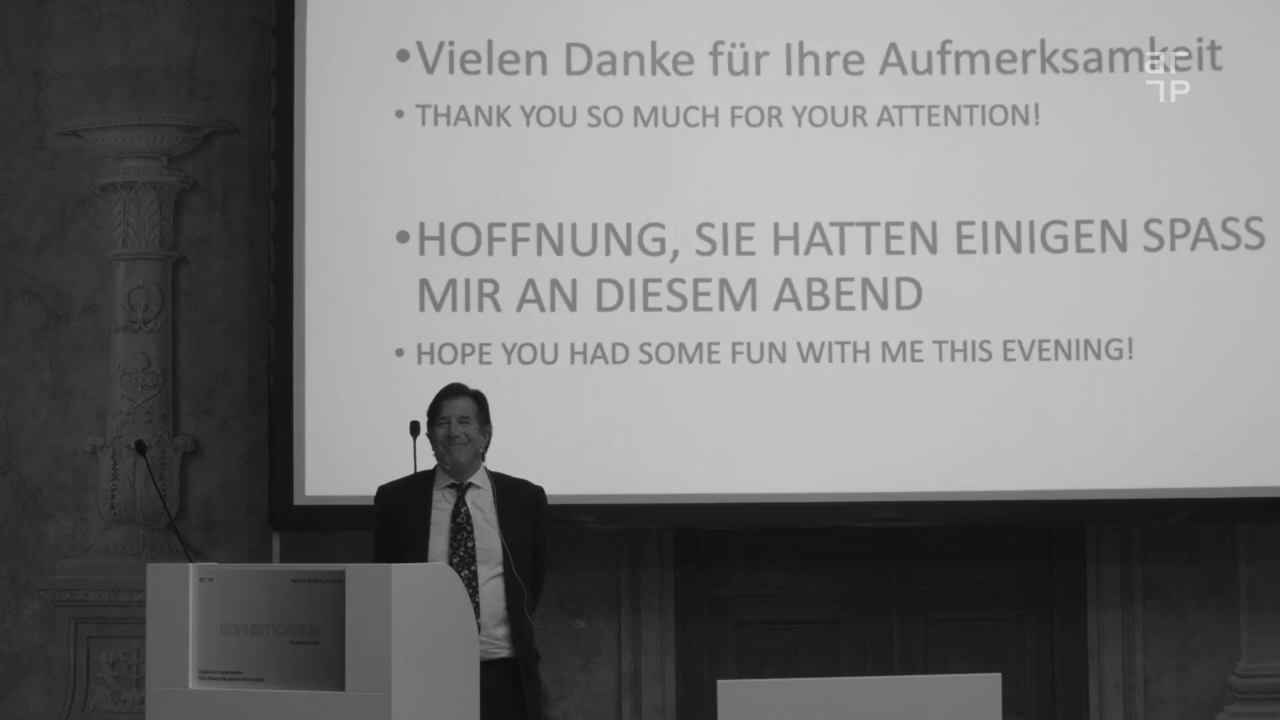 •Vielen Danke für Ihre Aufmerksamkeit
• THANK YOU SO MUCH FOR YOUR ATTENTION!
•HOFFNUNG, SIE HATTEN EINIGEN SPASS
MIR AN DIESEM ABEND
• HOPE YOU HAD SOME FUN WITH ME THIS EVENING!
SOPHISTICATION